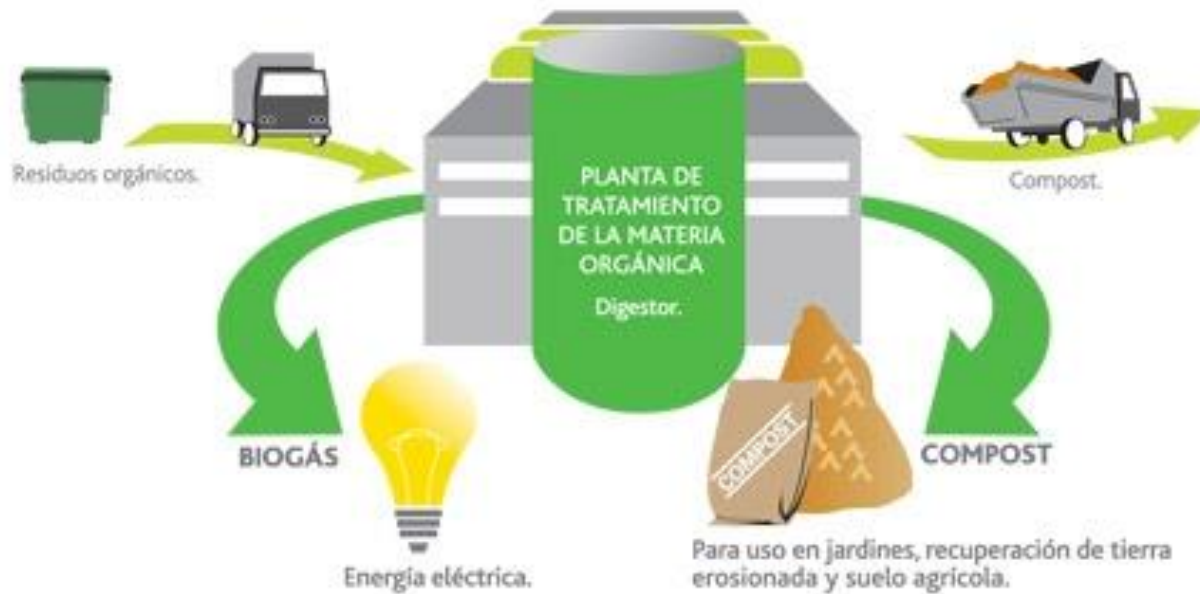 Residuos orgánicos.
PLANTA DE
TRATAMIENTO
DE LA MATERIA
ORGÁNICA
Digestor.
Compost.
BIOGÁS
Energía eléctrica.
COMPOST
COMPOST
Para uso en jardines, recuperación de tierra
erosionada y suelo agrícola.